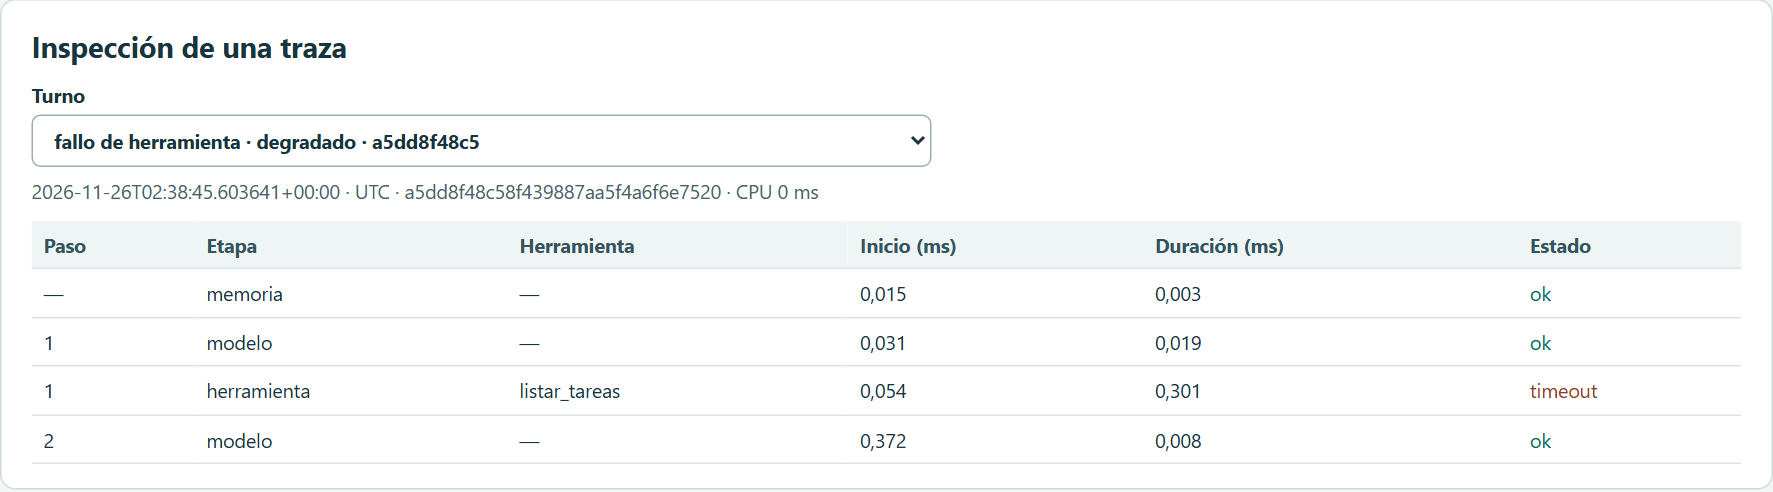 Inspección de una traza
Turno
fallo de herramienta · degradado · a5dd8f48c5
2026-11-26T02:38:45.603641+00:00 · UTC · a5dd8f48c58f439887aa5f4a6f6e7520 · CPU 0 ms
Paso Etapa Herramienta Inicio (ms) Duración (ms) Estado
— memoria — 0,015 0,003 ok
1 modelo — 0,031 0,019 ok
1 herramienta listar_tareas 0,054 0,301 timeout
2 modelo — 0,372 0,008 ok